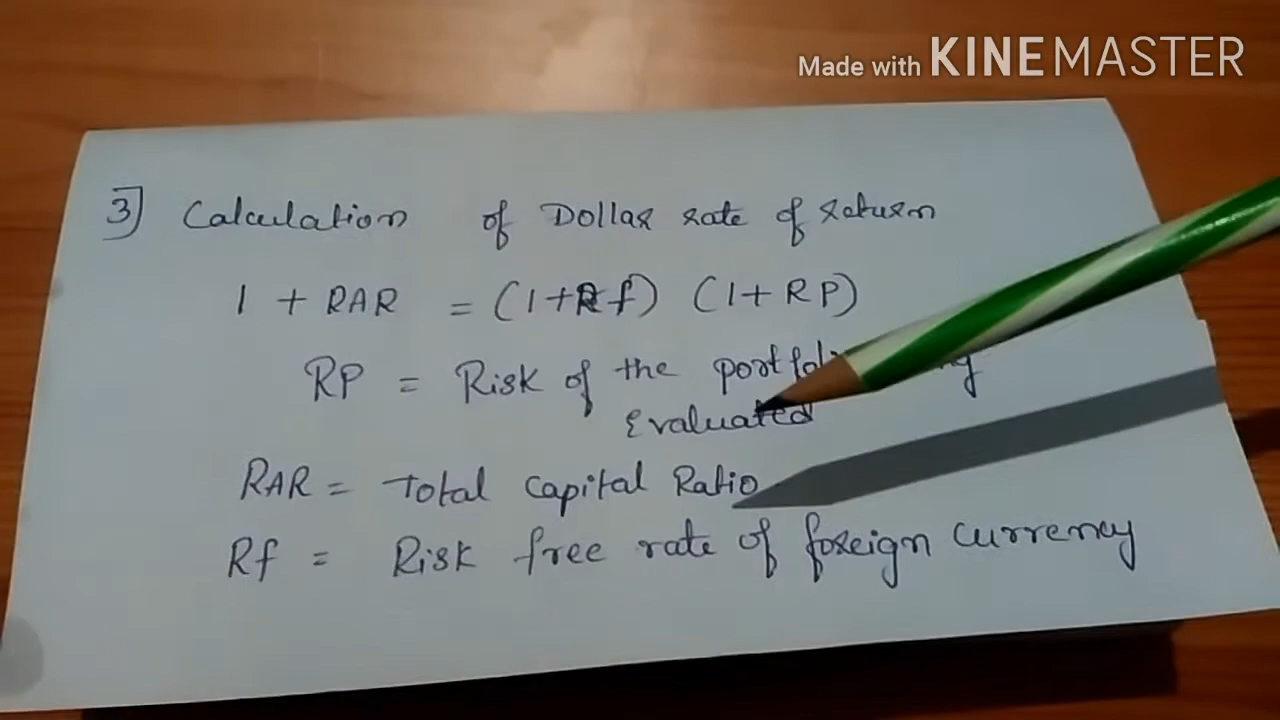 Made with KINEMASTER
3] Calculation of Dollar rate of return
1 + RAR = (1+Rf) (1+RP)
RP = Risk of the
Evaluated
RAR = Total Capital Ratio
Rf = Risk free rate of foreign currency